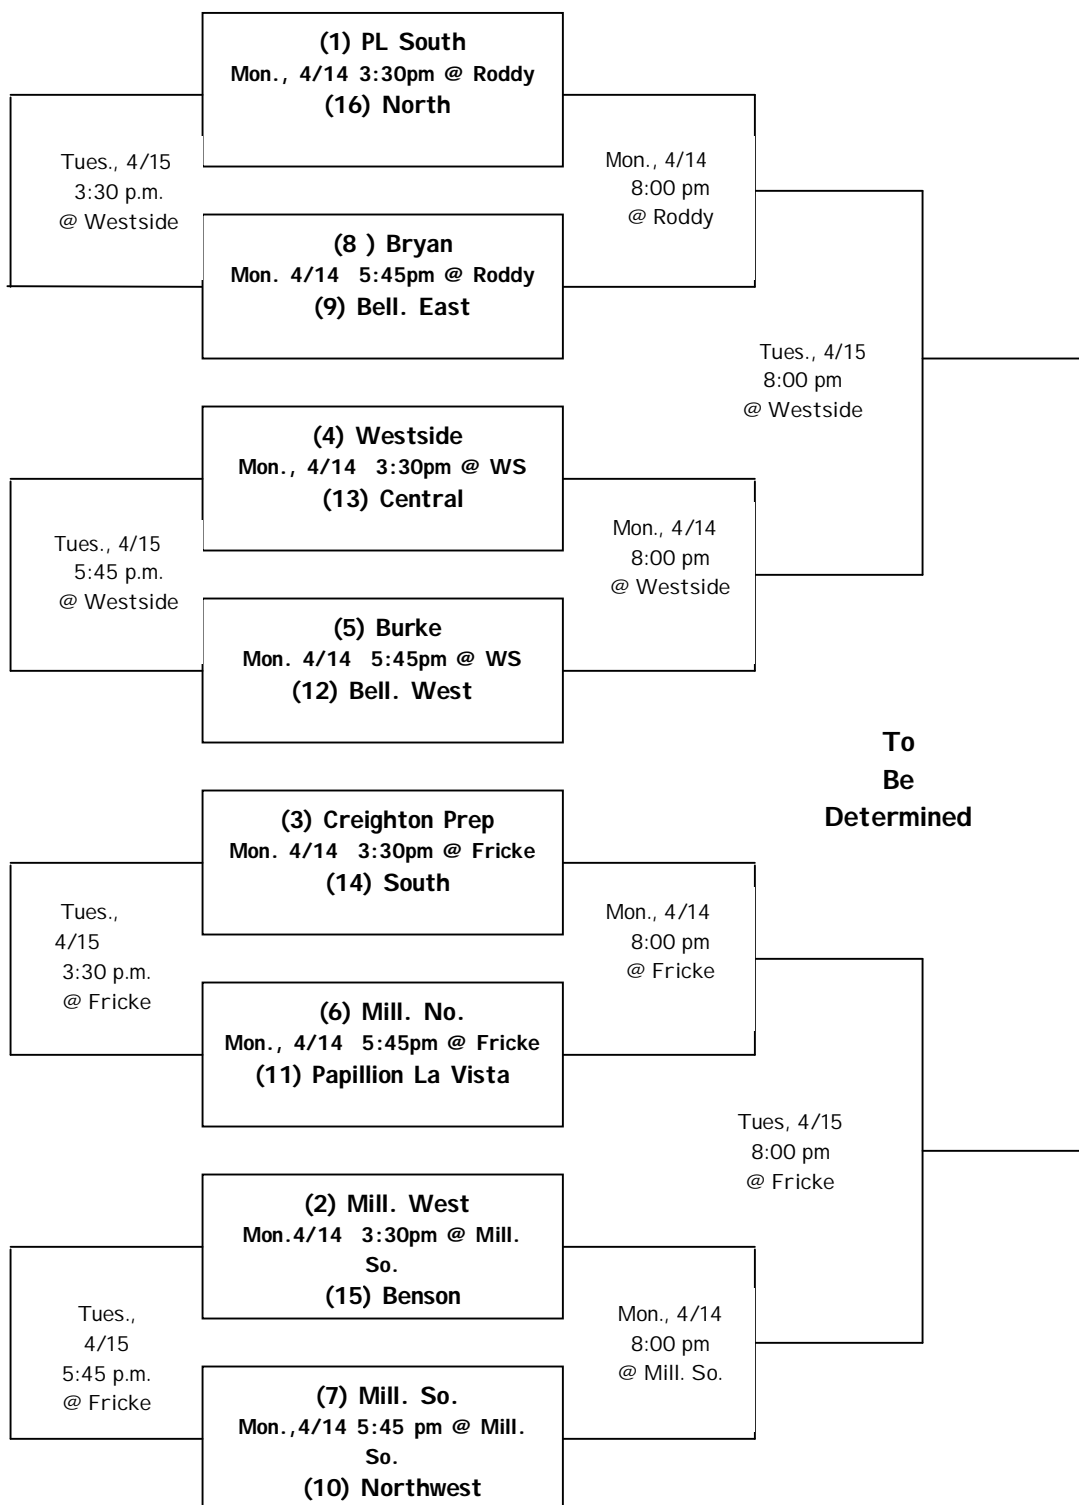 (1) PL South
Mon., 4/14 3:30pm @ Roddy
(16) North
Tues., 4/15
3:30 p.m.
@ Westside
Mon., 4/14
8:00 pm
@ Roddy
(8 ) Bryan
Mon. 4/14 5:45pm @ Roddy
(9) Bell. East
Tues., 4/15
8:00 pm
@ Westside
(4) Westside
Mon., 4/14 3:30pm @ WS
(13) Central
Tues., 4/15
5:45 p.m.
@ Westside
Mon., 4/14
8:00 pm
@ Westside
(5) Burke
Mon. 4/14 5:45pm @ WS
(12) Bell. West
To
Be
Determined
(3) Creighton Prep
Mon. 4/14 3:30pm @ Fricke
(14) South
Tues.,
4/15
3:30 p.m.
@ Fricke
Mon., 4/14
8:00 pm
@ Fricke
(6) Mill. No.
Mon., 4/14 5:45pm @ Fricke
(11) Papillion La Vista
Tues, 4/15
8:00 pm
@ Fricke
(2) Mill. West
Mon.4/14 3:30pm @ Mill.
So.
(15) Benson
Tues.,
4/15
5:45 p.m.
@ Fricke
Mon., 4/14
8:00 pm
@ Mill. So.
(7) Mill. So.
Mon.,4/14 5:45 pm @ Mill.
So.
(10) Northwest